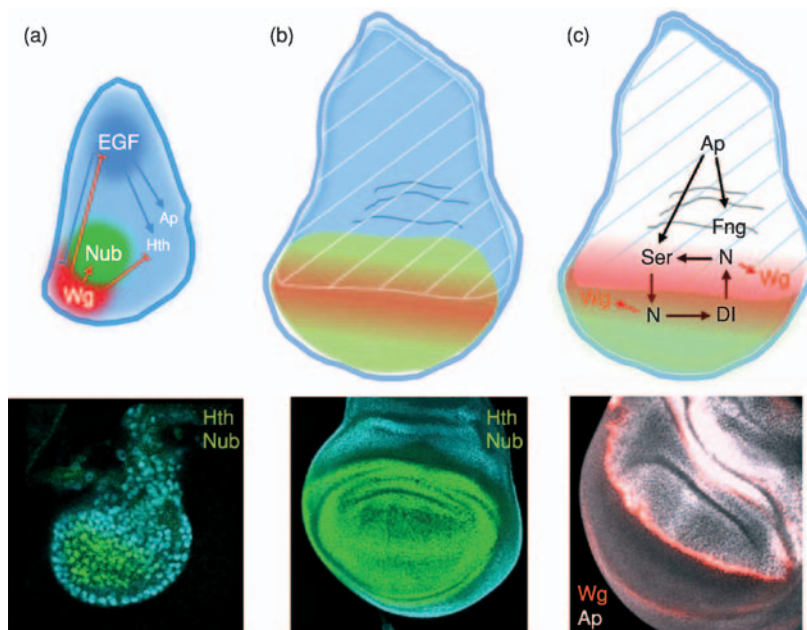 (a)
(b)
(c)
EGF
Ap
Hth
Nub
Wg
Ap
Fng
Ser
N
Wg
Wg
N
Dl
Hth
Nub
Hth
Nub
Wg
Ap